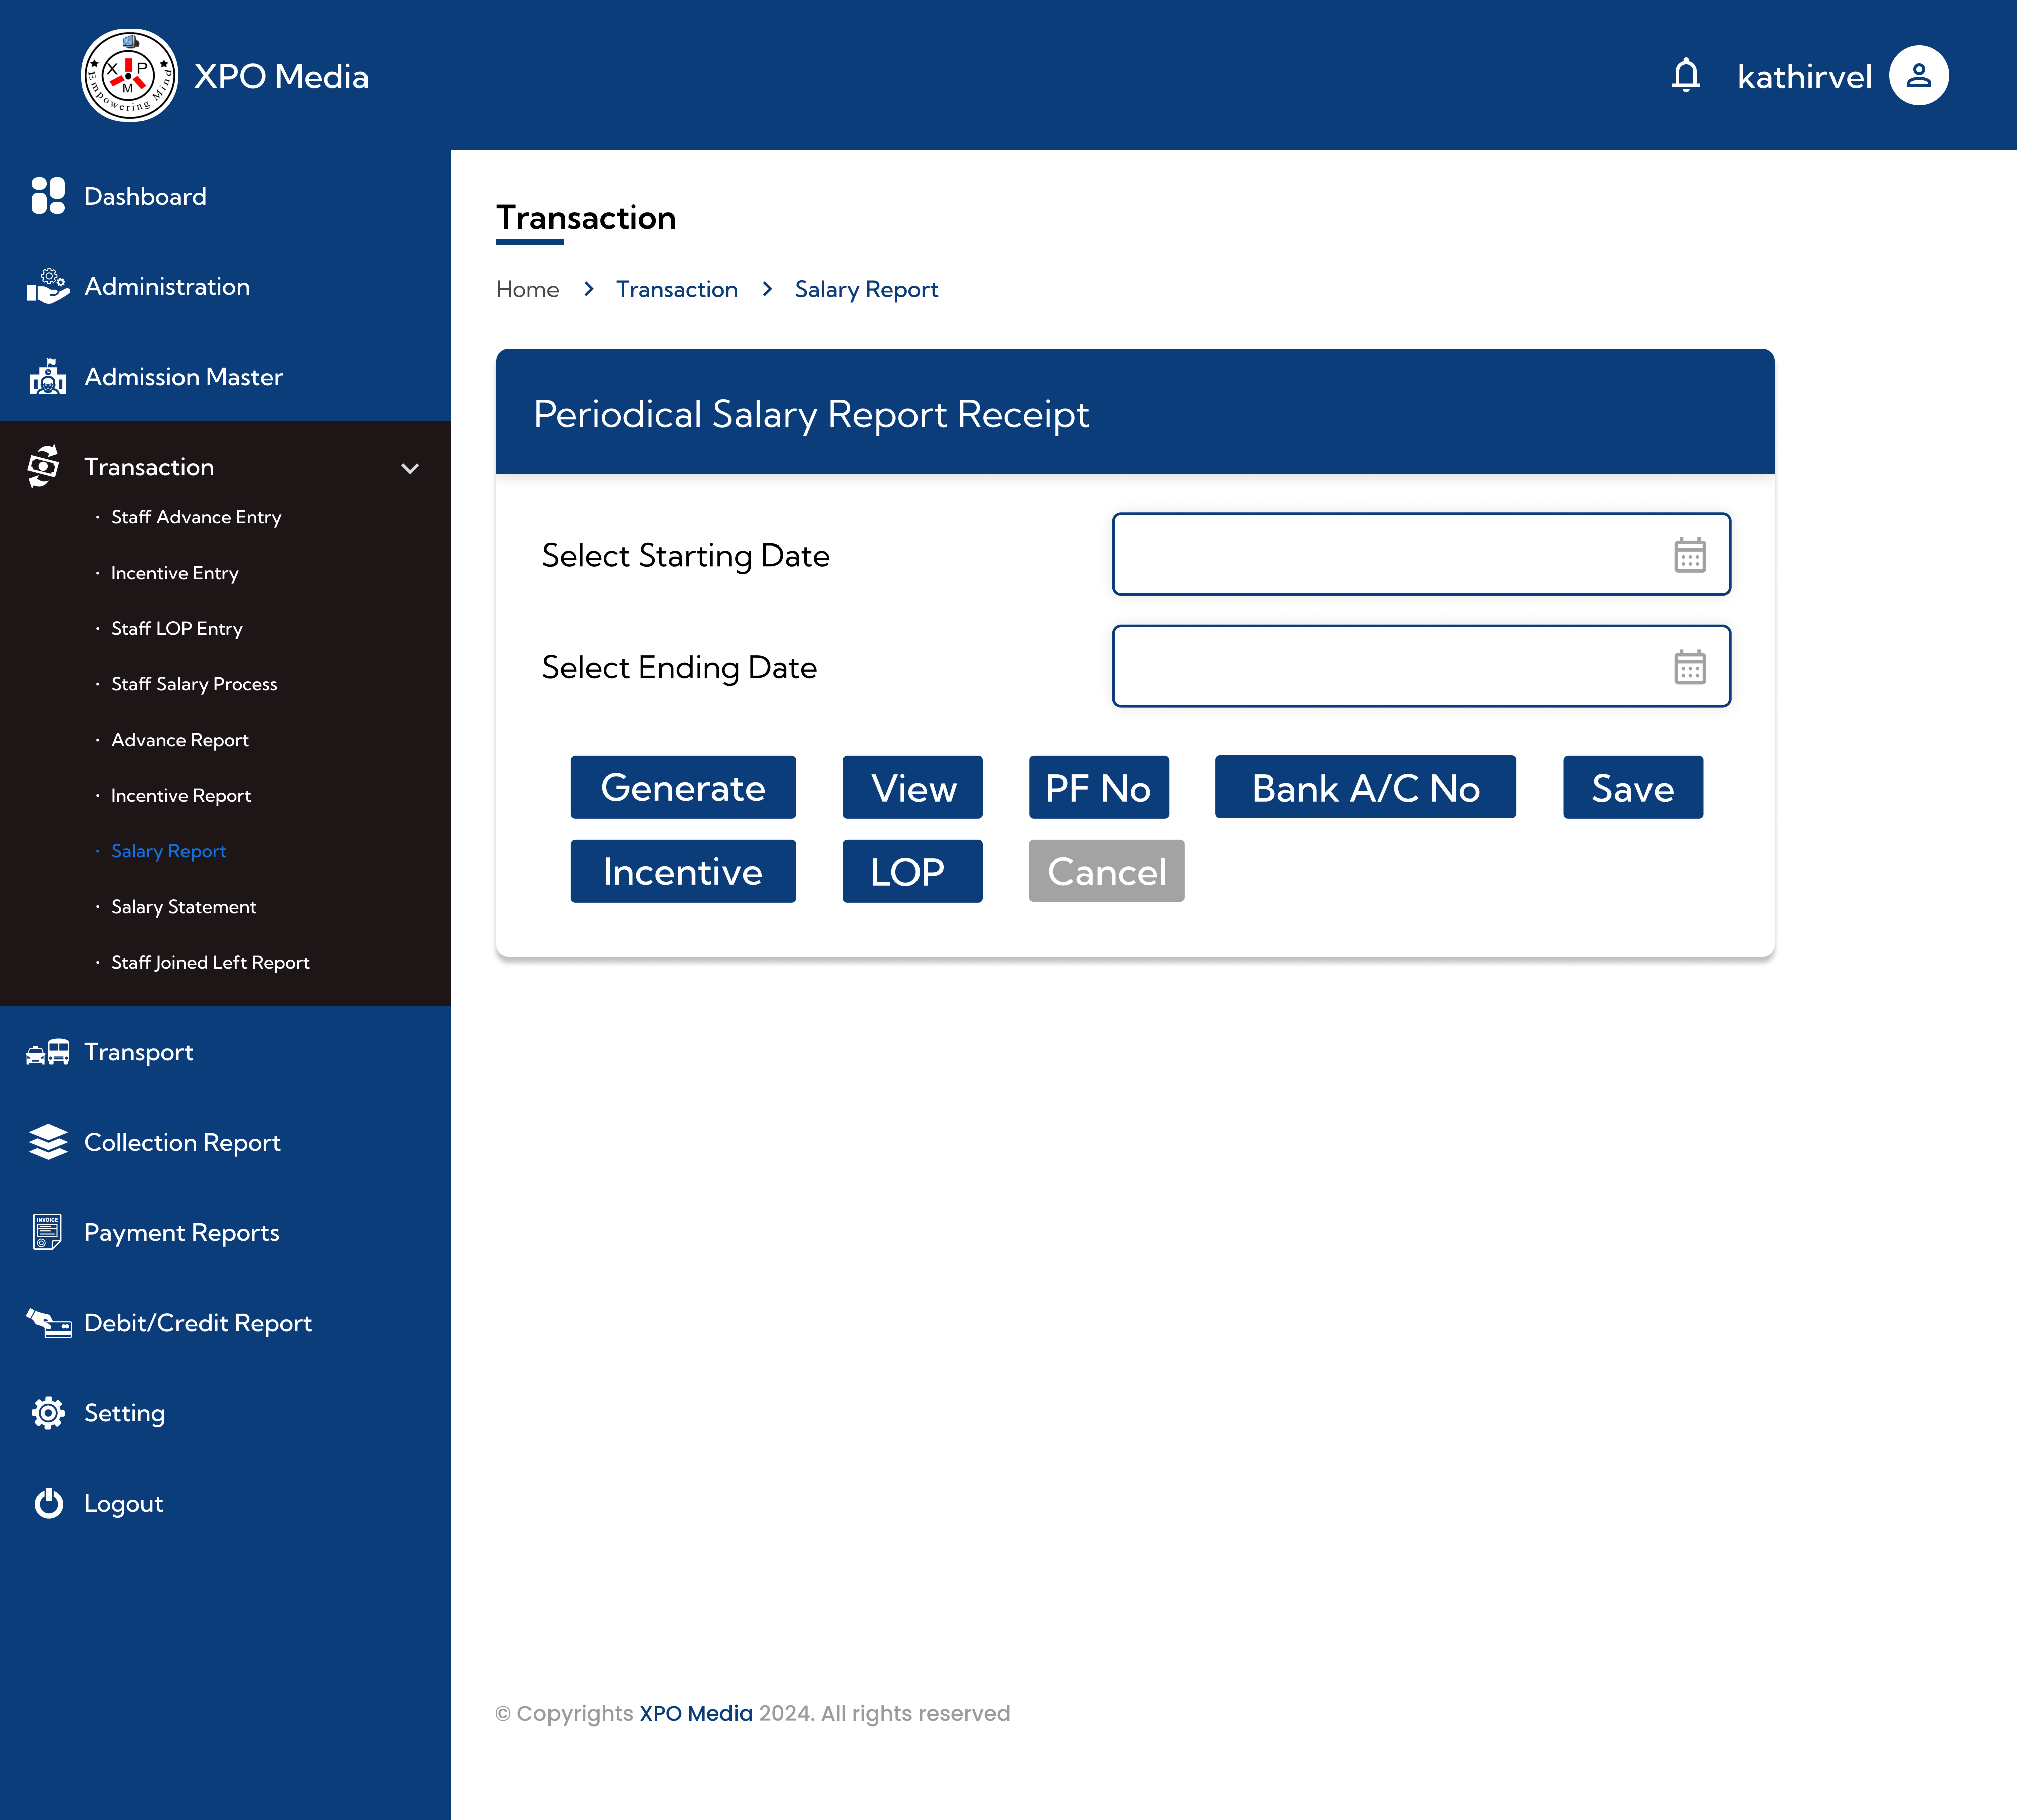 X P M
Empowering Mind
XPO Media
kathirvel
Dashboard
Administration
Admission Master
Transaction
· Staff Advance Entry
· Incentive Entry
· Staff LOP Entry
· Staff Salary Process
· Advance Report
· Incentive Report
· Salary Report
· Salary Statement
· Staff Joined Left Report
Transport
Collection Report
INVOICE
Payment Reports
Debit/Credit Report
Setting
Logout
Transaction
Home > Transaction > Salary Report
Periodical Salary Report Receipt
Select Starting Date
Select Ending Date
Generate View PF No Bank A/C No Save
Incentive LOP Cancel
© Copyrights XPO Media 2024. All rights reserved